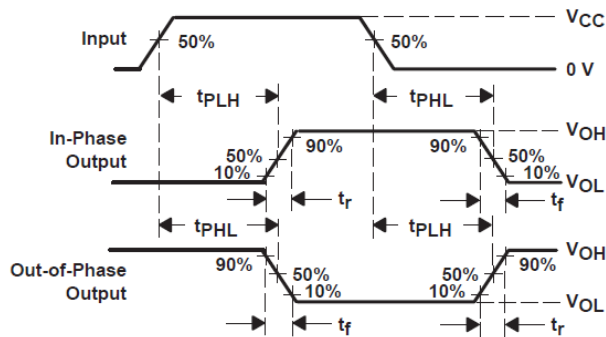 VCC
Input 50% 50%
0 V
tPLH tPHL
In-Phase Output
VOH
90% 90%
50% 50%
10% 10%
VOL
tr tf
tPHL tPLH
Out-of-Phase Output
VOH
90% 90%
50% 50%
10% 10%
VOL
tf tr